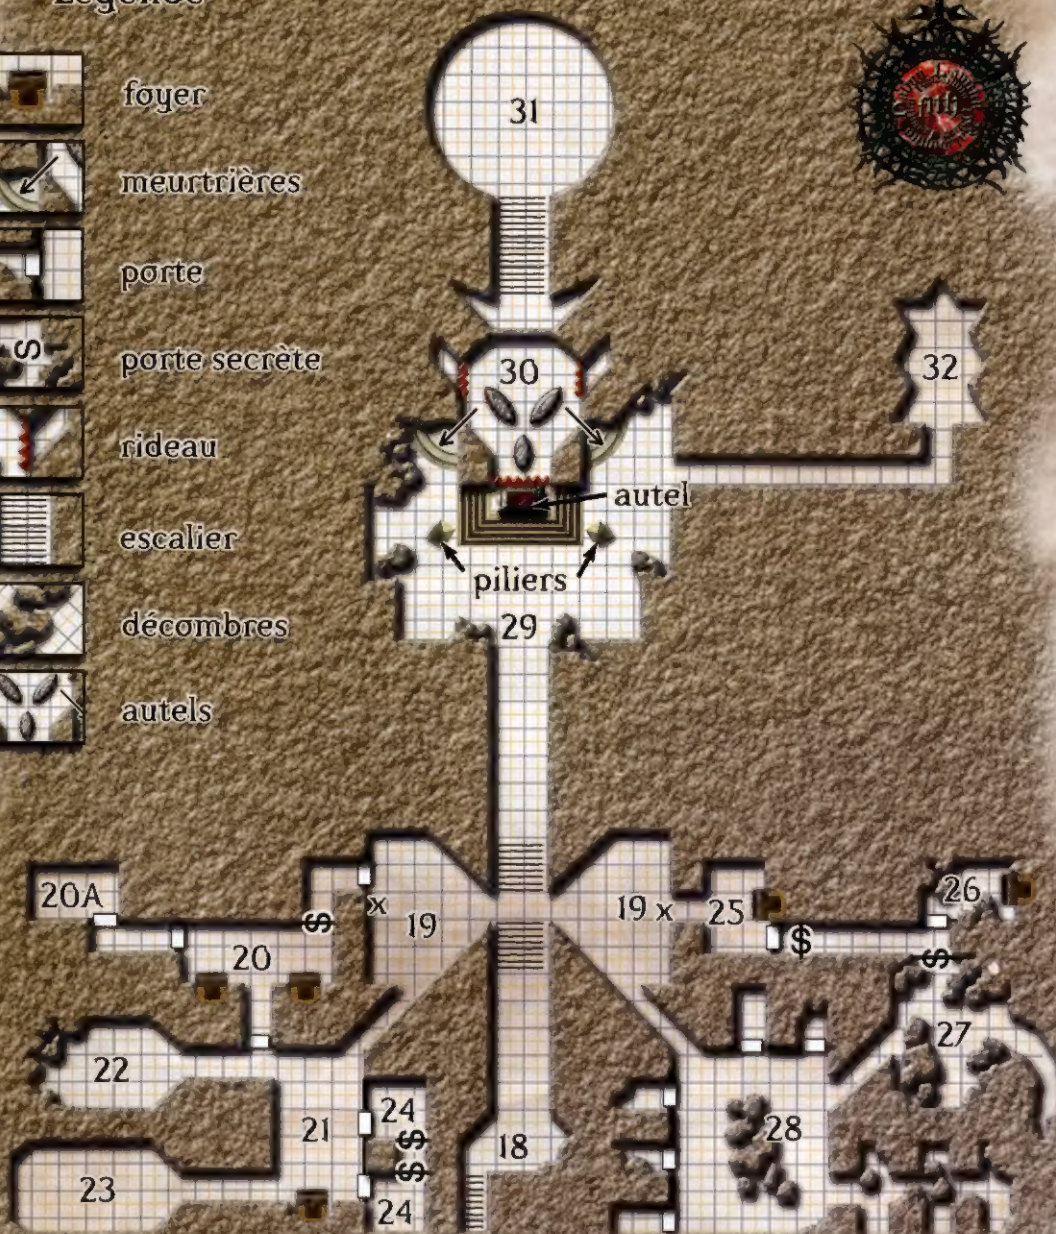 Légende
foyer
meurtrières
porte
S
porte secrète
rideau
escalier
décombres
autels
31
32
30
autel
piliers
29
20A
S
x
19
19 x
25
26
20
S
S
22
27
24
21
S
28
18
S
23
24